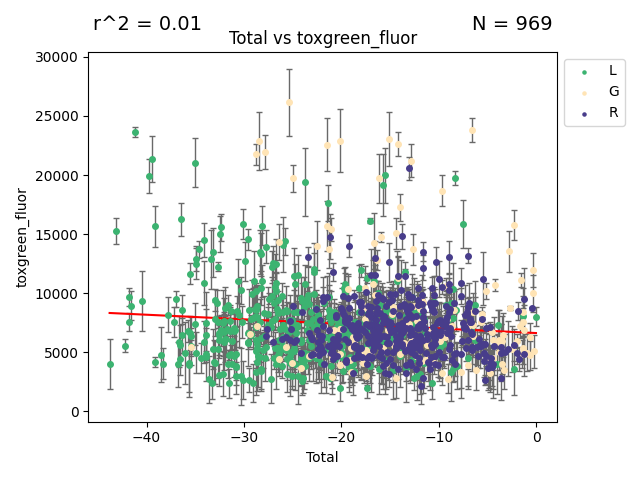 r^2 = 0.01 N = 969
Total vs toxgreen_fluor
30000
25000
20000
15000
10000
5000
0
toxgreen_fluor
−40 −30 −20 −10 0
Total
L
G
R